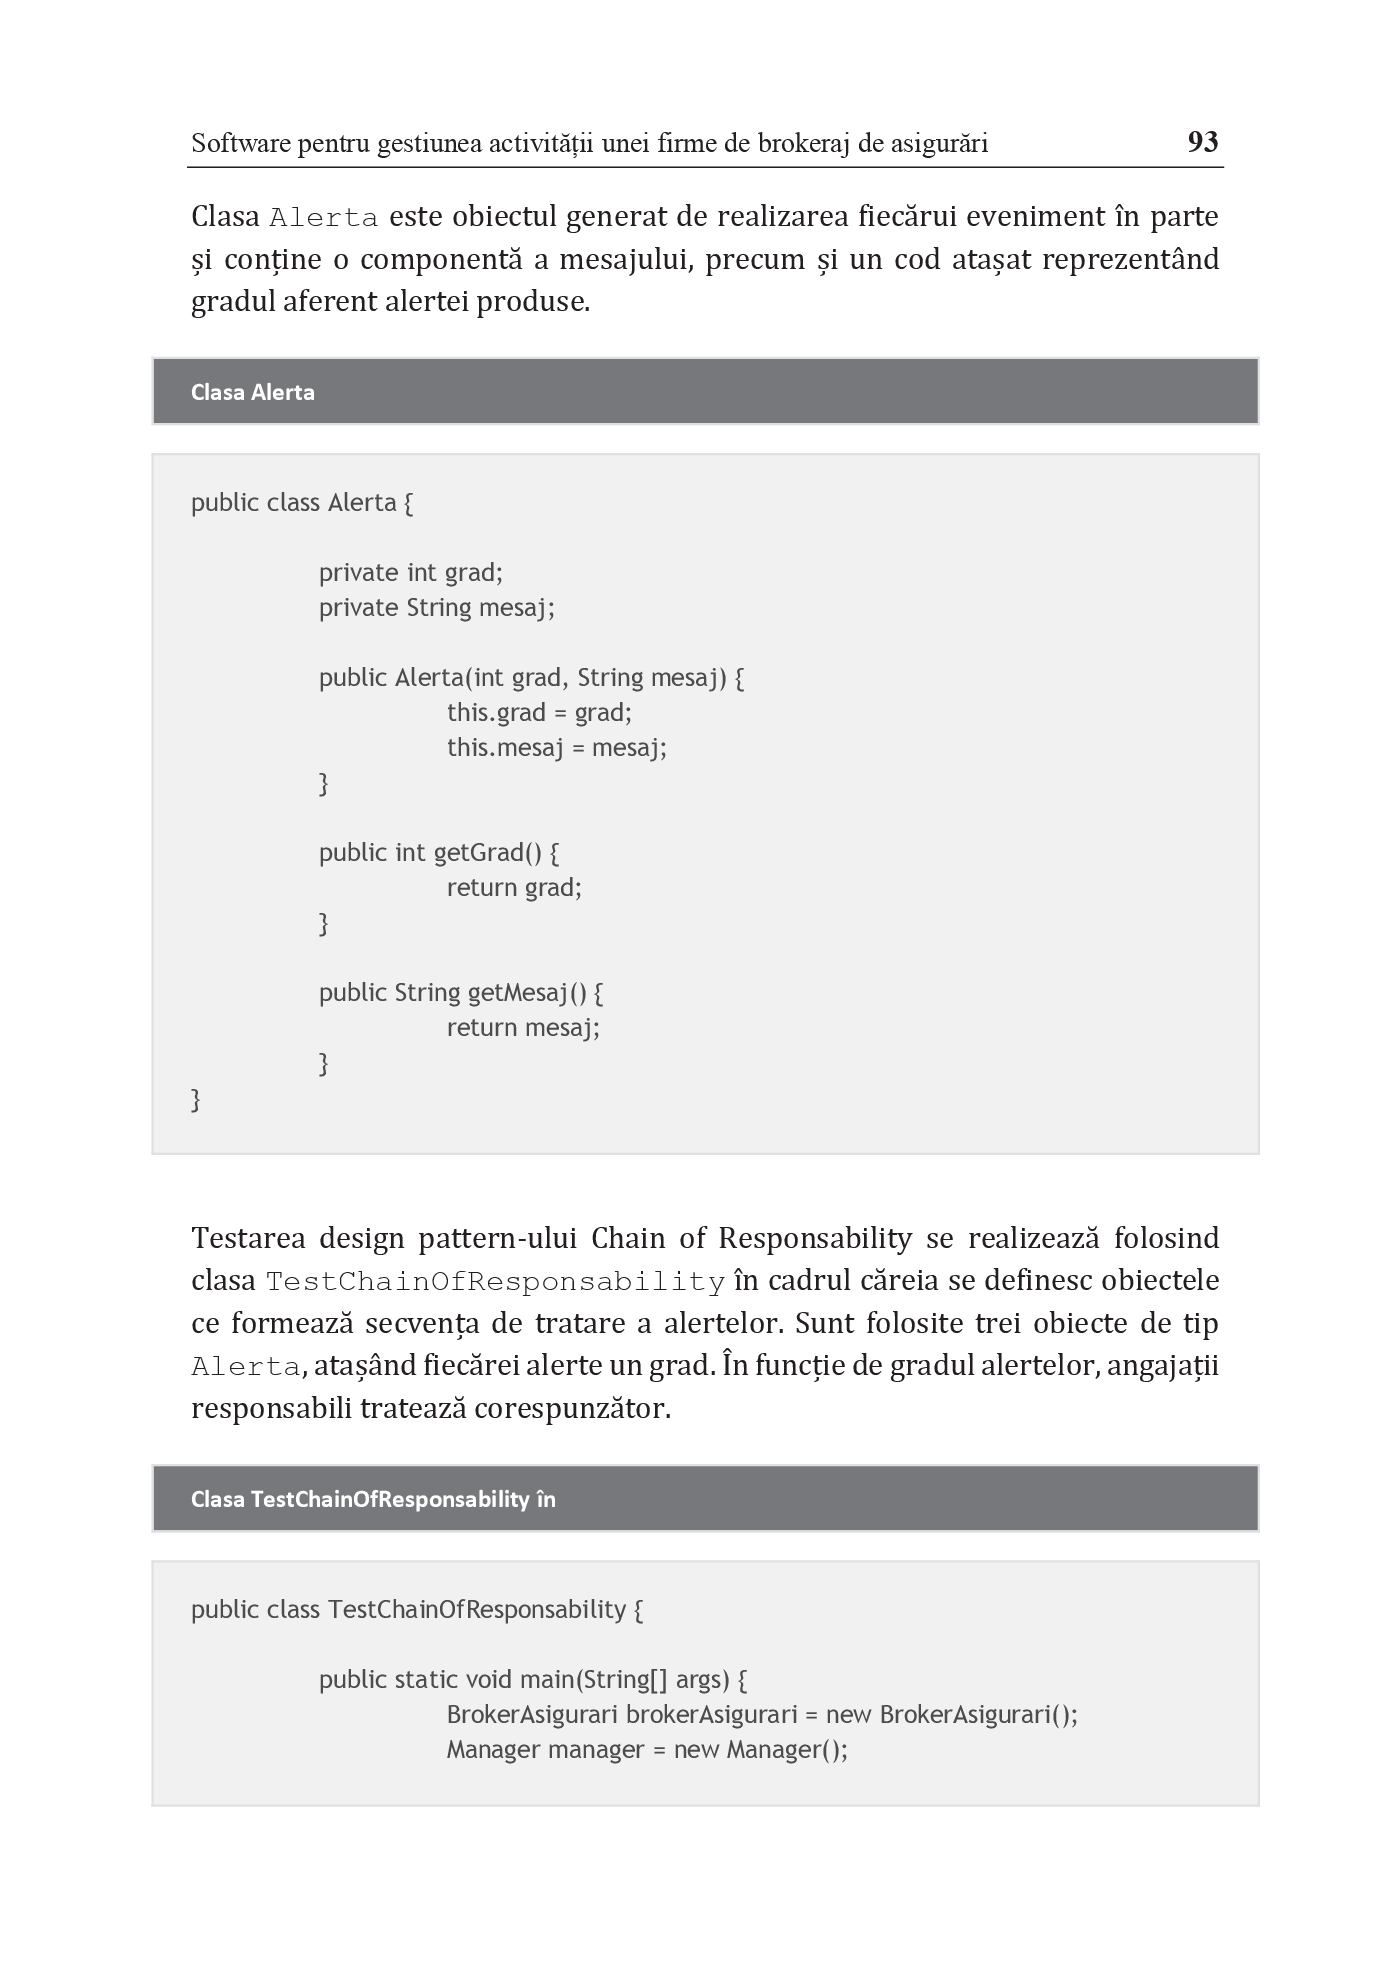 Software pentru gestiunea activității unei firme de brokeraj de asigurări 93
Clasa Alerta este obiectul generat de realizarea fiecărui eveniment în parte
și conține o componentă a mesajului, precum și un cod atașat reprezentând
gradul aferent alertei produse.
Clasa Alerta
public class Alerta {
private int grad;
private String mesaj;
public Alerta(int grad, String mesaj) {
this.grad = grad;
this.mesaj = mesaj;
}
public int getGrad() {
return grad;
}
public String getMesaj() {
return mesaj;
}
}
Testarea design pattern-ului Chain of Responsability se realizează folosind
clasa TestChainOfResponsability în cadrul căreia se definesc obiectele
ce formează secvența de tratare a alertelor. Sunt folosite trei obiecte de tip
Alerta, atașând fiecărei alerte un grad. În funcție de gradul alertelor, angajații
responsabili tratează corespunzător.
Clasa TestChainOfResponsability în
public class TestChainOfResponsability {
public static void main(String[] args) {
BrokerAsigurari brokerAsigurari = new BrokerAsigurari();
Manager manager = new Manager();